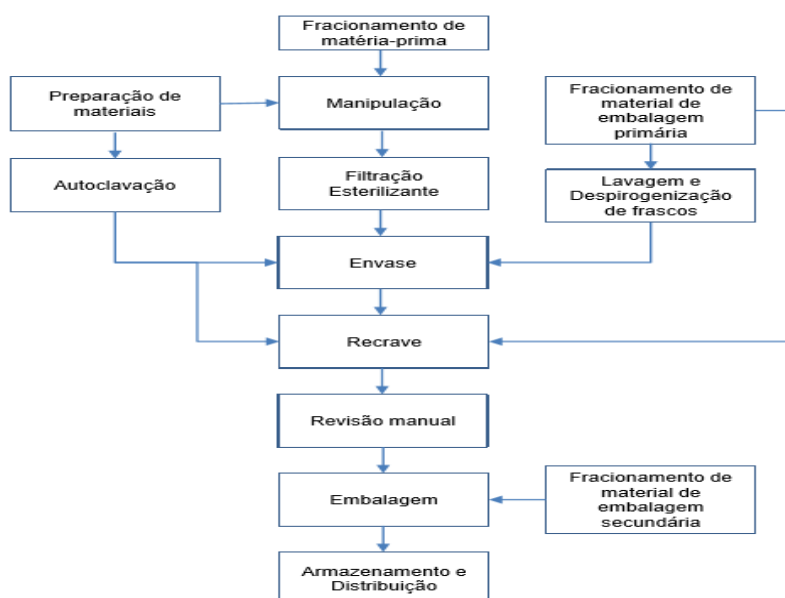 Fracionamento de
matéria-prima
Preparação de
materiais
Manipulação
Fracionamento de
material de
embalagem
primária
Autoclavação
Filtração
Esterilizante
Lavagem e
Despirogenização
de frascos
Envase
Recrave
Revisão manual
Embalagem
Fracionamento de
material de
embalagem
secundária
Armazenamento e
Distribuição